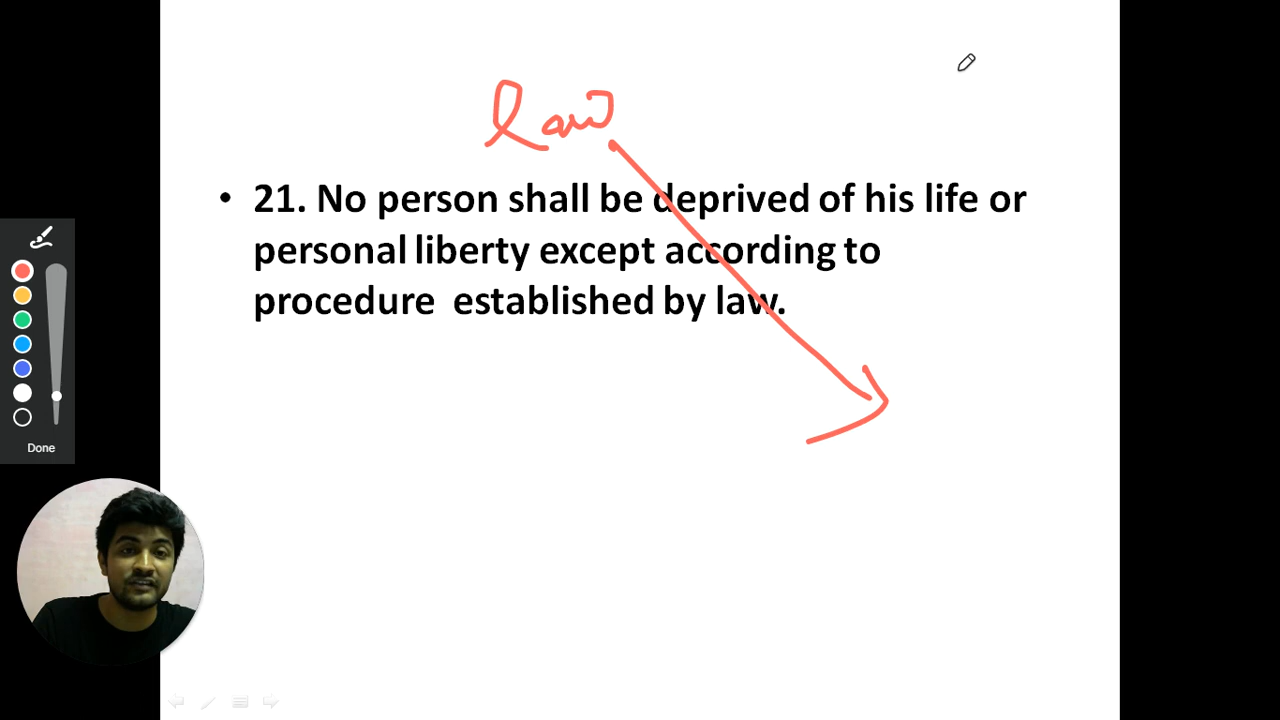 law
• 21. No person shall be deprived of his life or
personal liberty except according to
procedure established by law.
Done